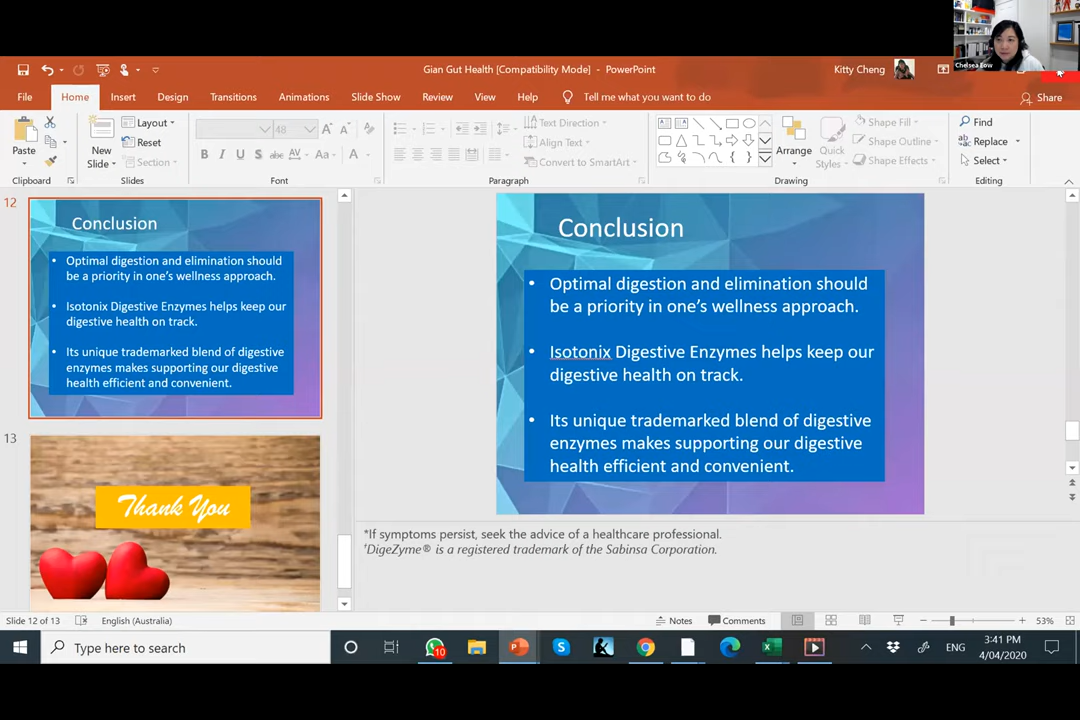 Chelsea Eow
Gian Gut Health [Compatibility Mode] - PowerPoint
Kitty Cheng
File Home Insert Design Transitions Animations Slide Show Review View Help Tell me what you want to do Share
Paste
New
Slide
Layout
Reset
Section
48
B I U S abc AV Aa A
Text Direction
Align Text
Convert to SmartArt
Arrange
Quick
Styles
Shape Fill
Shape Outline
Shape Effects
Find
Replace
Select
Clipboard Slides Font Paragraph Drawing Editing
12
Conclusion
• Optimal digestion and elimination should
be a priority in one’s wellness approach.
• Isotonix Digestive Enzymes helps keep our
digestive health on track.
• Its unique trademarked blend of digestive
enzymes makes supporting our digestive
health efficient and convenient.
13
Thank You
Conclusion
• Optimal digestion and elimination should
be a priority in one’s wellness approach.
• Isotonix Digestive Enzymes helps keep our
digestive health on track.
• Its unique trademarked blend of digestive
enzymes makes supporting our digestive
health efficient and convenient.
*If symptoms persist, seek the advice of a healthcare professional.
†DigeZyme® is a registered trademark of the Sabinsa Corporation.
Slide 12 of 13 English (Australia) Notes Comments 53%
Type here to search
10
ENG
3:41 PM
4/04/2020